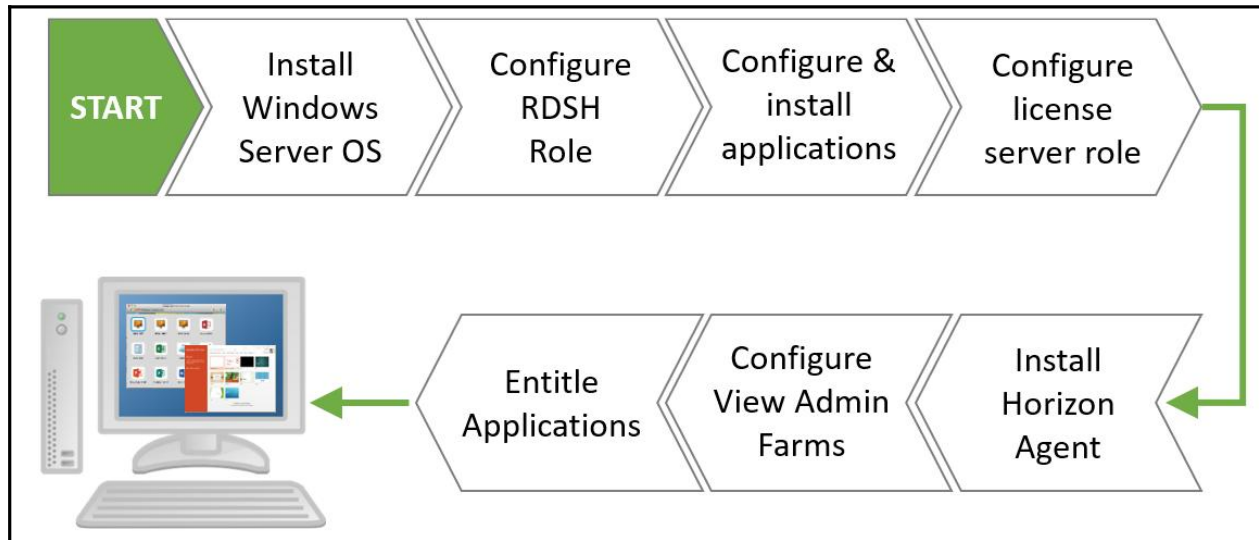 START
Install
Windows
Server OS
Configure
RDSH
Role
Configure &
install
applications
Configure
license
server role
Install
Horizon
Agent
Configure
View Admin
Farms
Entitle
Applications